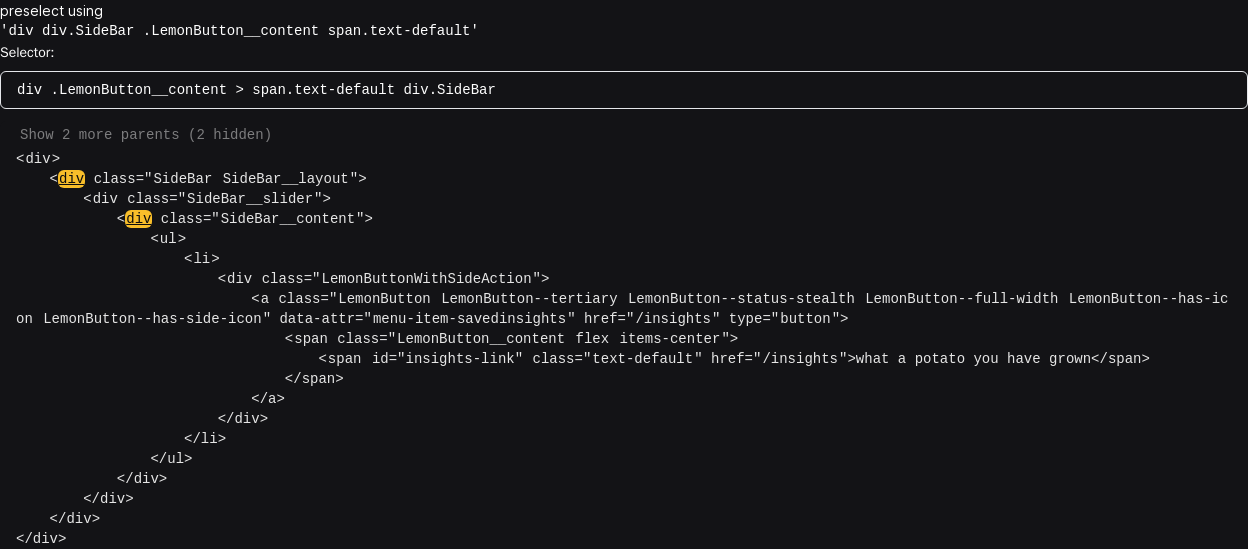 preselect using
'div div.SideBar .LemonButton__content span.text-default'
Selector:
div .LemonButton__content > span.text-default div.SideBar
Show 2 more parents (2 hidden)
<div>
<div class="SideBar SideBar__layout">
<div class="SideBar__slider">
<div class="SideBar__content">
<ul>
<li>
<div class="LemonButtonWithSideAction">
<a class="LemonButton LemonButton--tertiary LemonButton--status-stealth LemonButton--full-width LemonButton--has-ic
on LemonButton--has-side-icon" data-attr="menu-item-savedinsights" href="/insights" type="button">
<span class="LemonButton__content flex items-center">
<span id="insights-link" class="text-default" href="/insights">what a potato you have grown</span>
</span>
</a>
</div>
</li>
</ul>
</div>
</div>
</div>
</div>